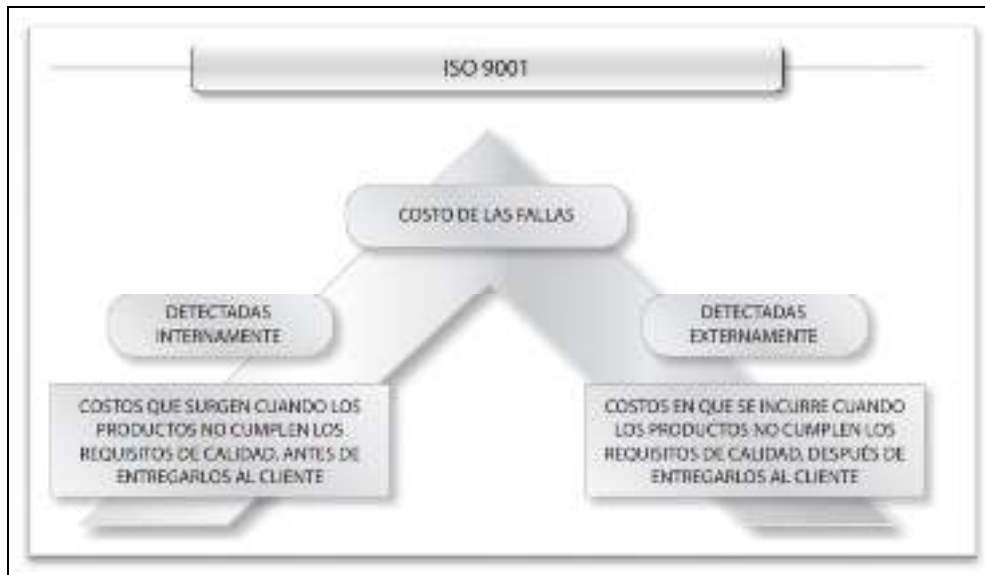 ISO 9001
COSTO DE LAS FALLAS
DETECTADAS
INTERNAMENTE
COSTOS QUE SURGEN CUANDO LOS
PRODUCTOS NO CUMPLEN LOS
REQUISITOS DE CALIDAD, ANTES DE
ENTREGARLOS AL CLIENTE
DETECTADAS
EXTERNAMENTE
COSTOS EN QUE SE INCURRE CUANDO
LOS PRODUCTOS NO CUMPLEN LOS
REQUISITOS DE CALIDAD, DESPUÉS DE
ENTREGARLOS AL CLIENTE